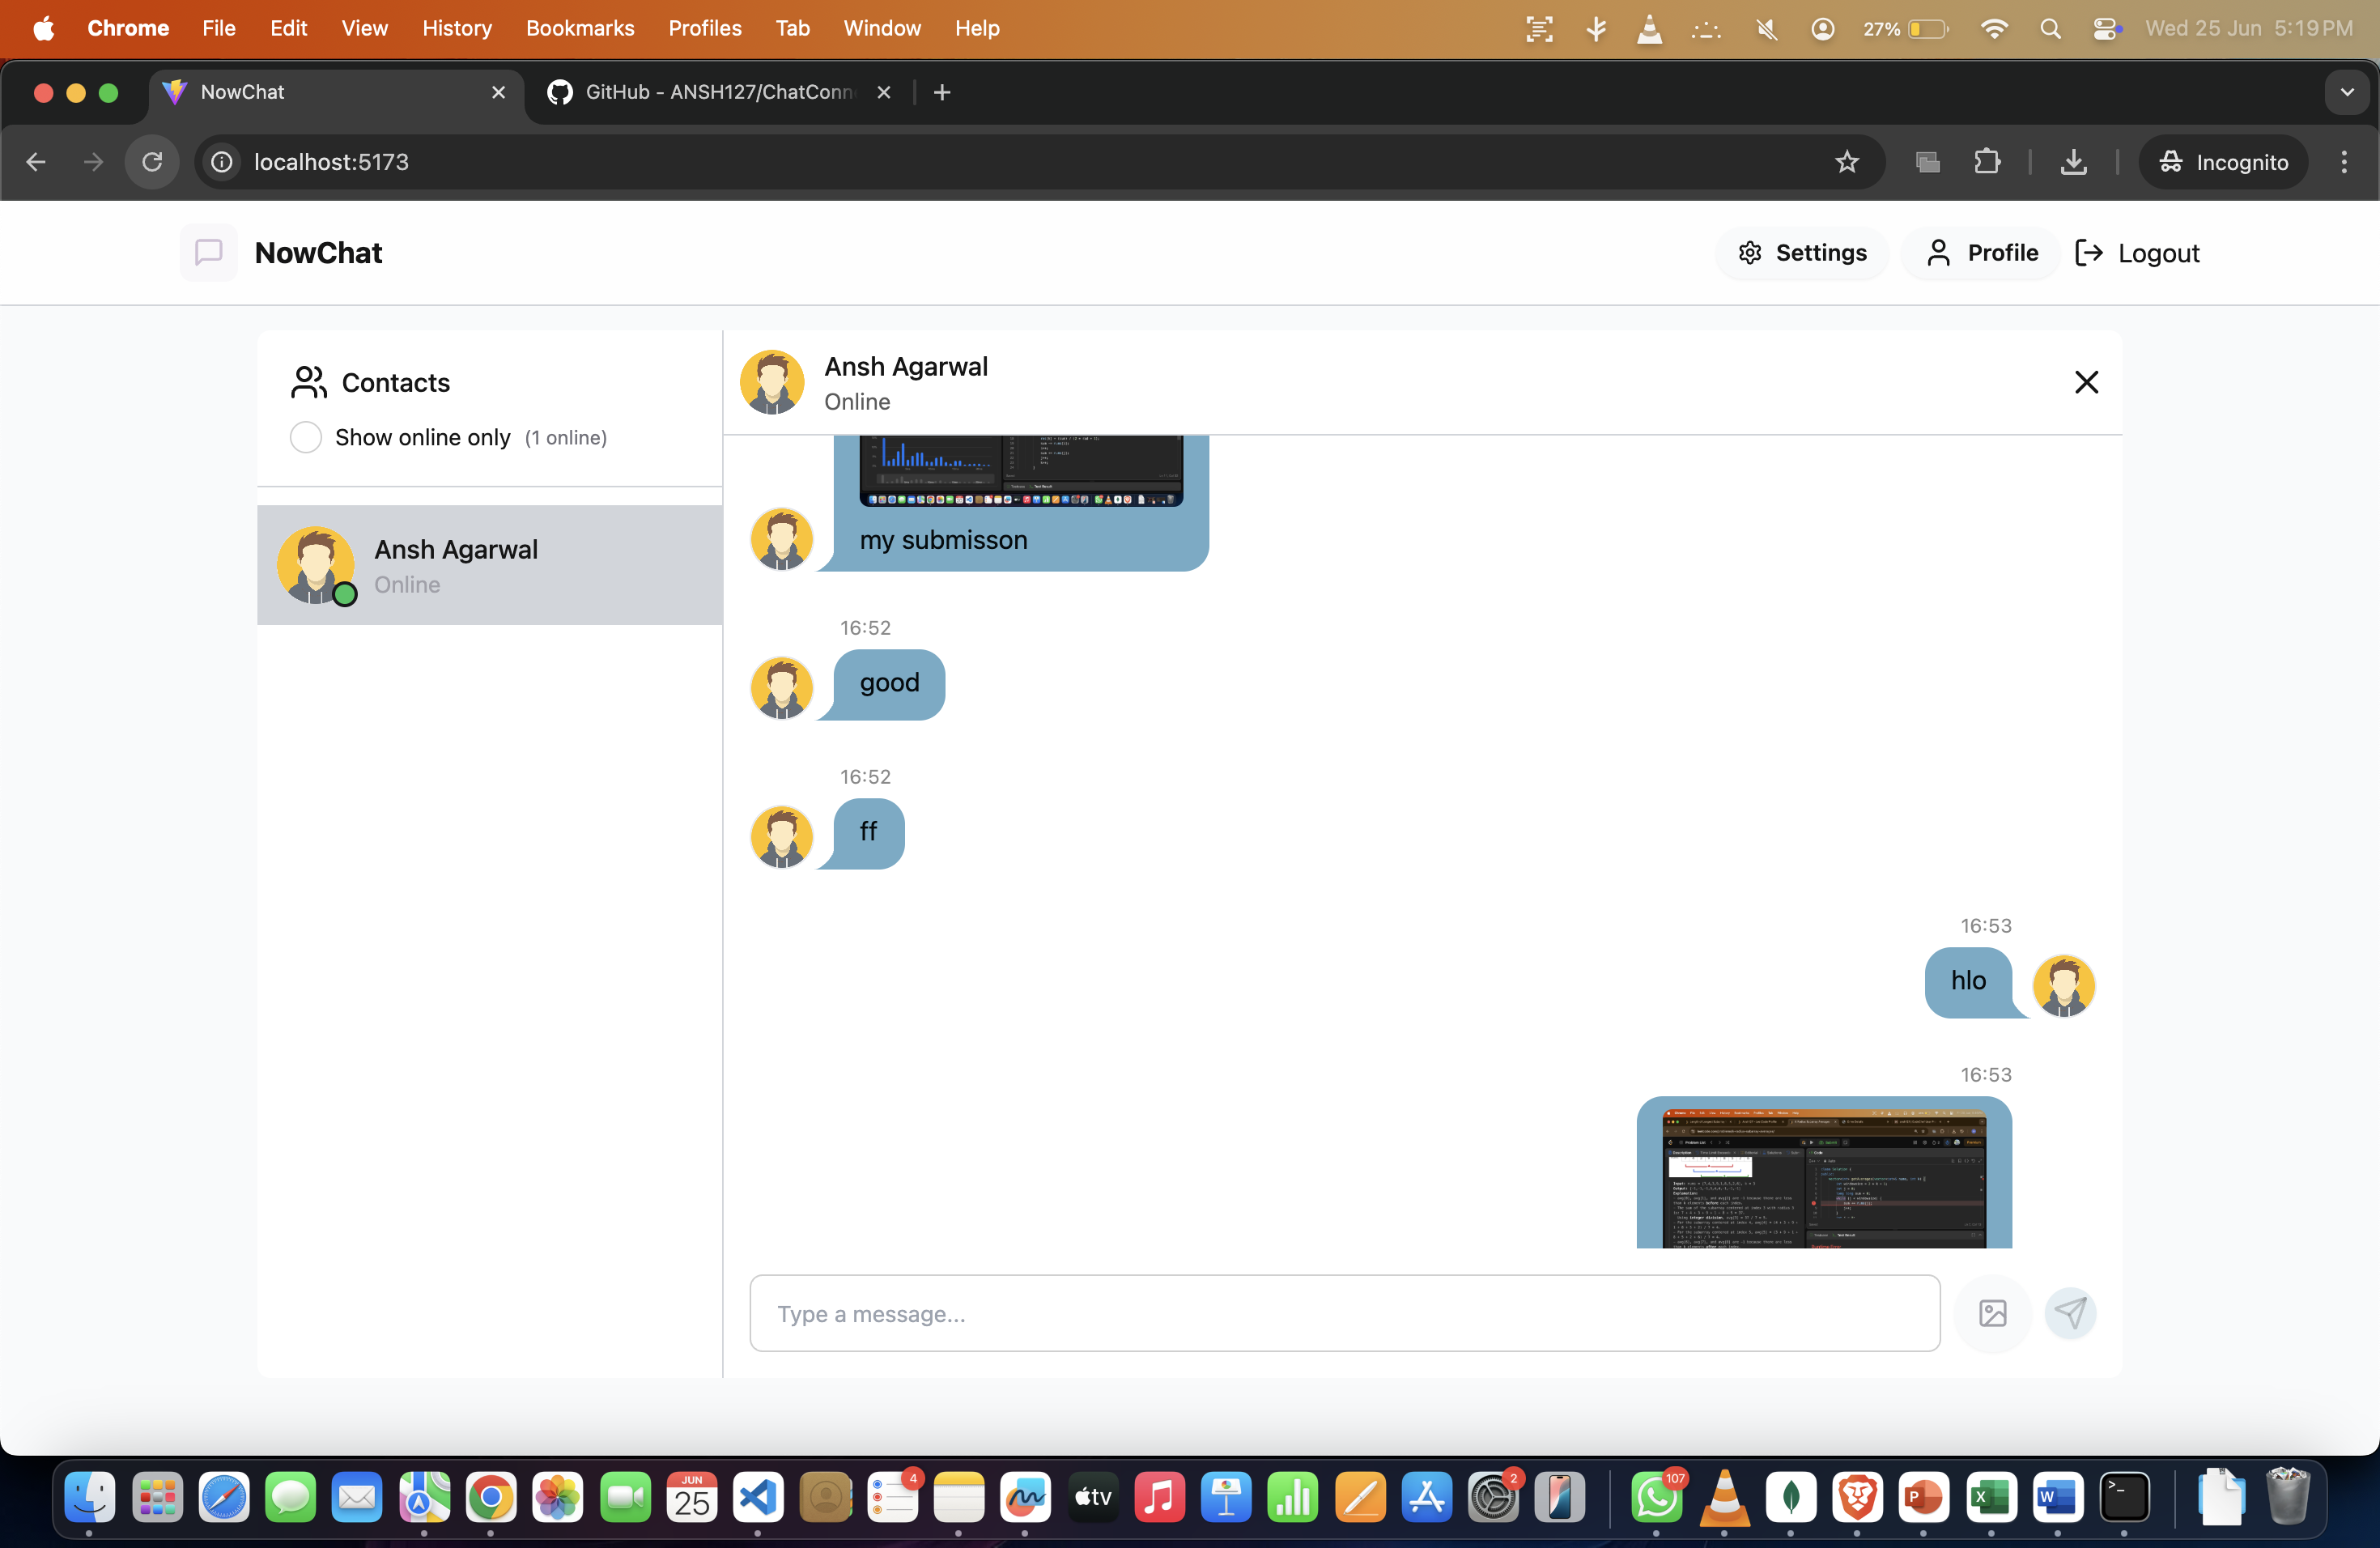 Chrome File Edit View History Bookmarks Profiles Tab Window Help 27% Wed 25 Jun 5:19 PM
NowChat GitHub - ANSH127/ChatConn
localhost:5173 Incognito
NowChat Settings Profile Logout
Contacts
Show online only (1 online)
Ansh Agarwal
Online
Ansh Agarwal
Online
my submisson
16:52
good
16:52
ff
16:53
hlo
16:53
Type a message...
JUN
25
4
tv
2
107
P
X
W